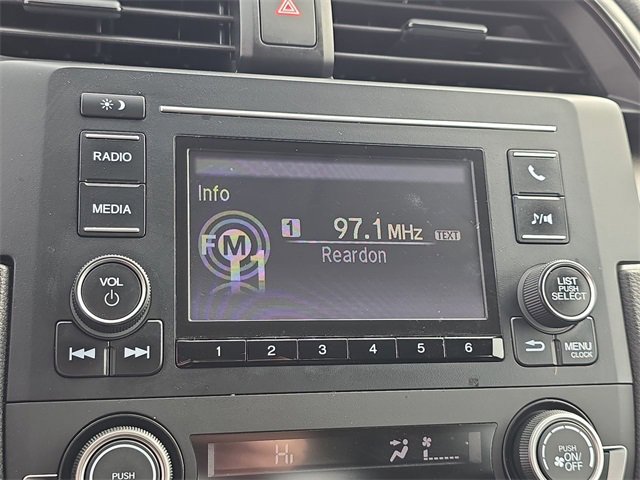 RADIO
MEDIA
VOL
Info
FM1
1 97.1 MHz TEXT
Reardon
LIST
PUSH
SELECT
MENU
CLOCK
1 2 3 4 5 6
PUSH
Hi
PUSH
ON/
OFF